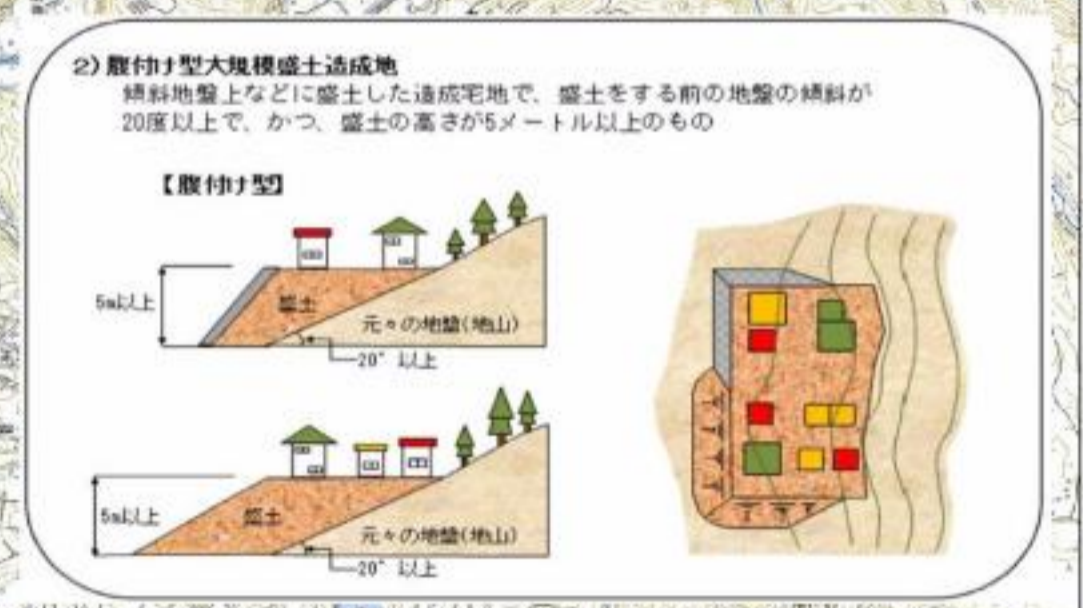 2) 腹付け型大規模盛土造成地
傾斜地盤上などに盛土した造成宅地で、盛土をする前の地盤の傾斜が
20度以上で、かつ、盛土の高さが5メートル以上のもの
【腹付け型】
5m以上
盛土
元々の地盤(地山)
20° 以上
5m以上
盛土
元々の地盤(地山)
20° 以上